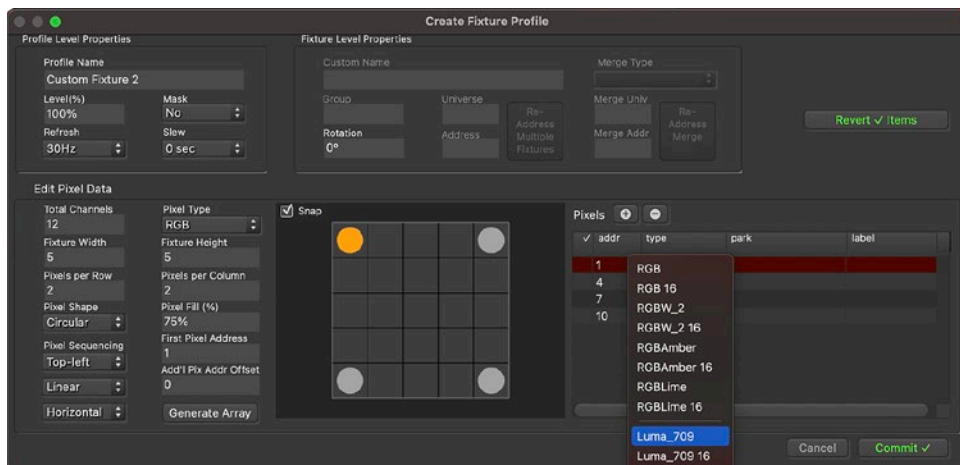 Create Fixture Profile
Profile Level Properties
Profile Name
Custom Fixture 2
Level(%)
Mask
100%
No
Refresh
Slew
30Hz
0 sec
Fixture Level Properties
Custom Name
Merge Type
Group
Universe
Re-
Address
Multiple
Fixtures
Merge Univ
Re-
Address
Merge
Rotation
Address
Merge Addr
0°
Revert ✓ Items
Edit Pixel Data
Total Channels
Pixel Type
12
RGB
Fixture Width
Fixture Height
5
5
Pixels per Row
Pixels per Column
2
2
Pixel Shape
Pixel Fill (%)
Circular
75%
Pixel Sequencing
First Pixel Address
Top-left
1
Add'l Pix Addr Offset
Linear
0
Horizontal
Generate Array
Snap
Pixels
✓ addr type park label
1
4
7
10
RGB
RGB 16
RGBW_2
RGBW_2 16
RGBAmber
RGBAmber 16
RGBLime
RGBLime 16
Luma_709
Luma_709 16
Cancel
Commit ✓